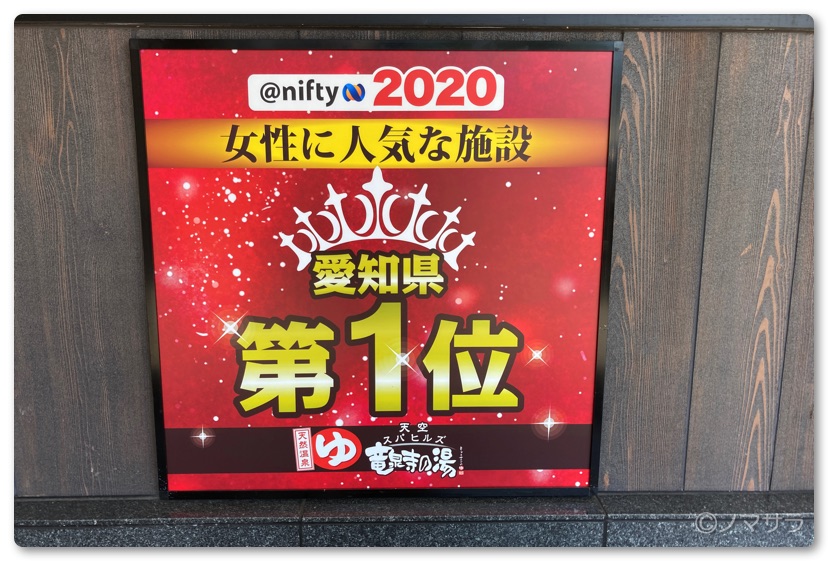 @nifty 2020
女性に人気な施設
愛知県
第1位
天然温泉
ゆ
天空
スパヒルズ
竜泉寺の湯
©ノマサラ